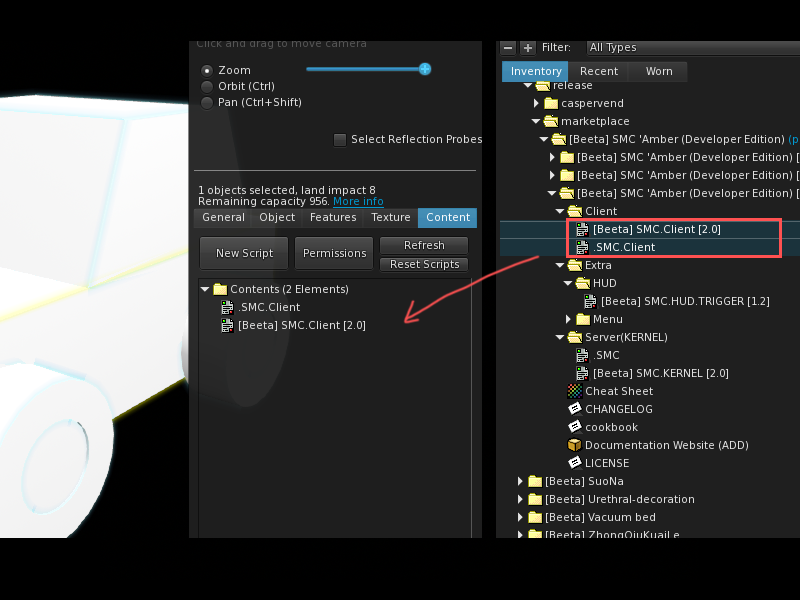 Click and drag to move camera
Zoom
Orbit (Ctrl)
Pan (Ctrl+Shift)
Select Reflection Probes
1 objects selected, land impact 8
Remaining capacity 956. More info
General Object Features Texture Content
New Script Permissions Refresh
Reset Scripts
Contents (2 Elements)
.SMC.Client
[Beeta] SMC.Client [2.0]
Filter: All Types
Inventory Recent Worn
release
caspervend
marketplace
[Beeta] SMC 'Amber (Developer Edition) (p
[Beeta] SMC 'Amber (Developer Edition) [
[Beeta] SMC 'Amber (Developer Edition) [
[Beeta] SMC 'Amber (Developer Edition) [
Client
[Beeta] SMC.Client [2.0]
.SMC.Client
Extra
HUD
[Beeta] SMC.HUD.TRIGGER [1.2]
Menu
Server(KERNEL)
.SMC
[Beeta] SMC.KERNEL [2.0]
Cheat Sheet
CHANGELOG
cookbook
Documentation Website (ADD)
LICENSE
[Beeta] SuoNa
[Beeta] Urethral-decoration
[Beeta] Vacuum bed
[Beeta] ZhongQiuKuaiLe